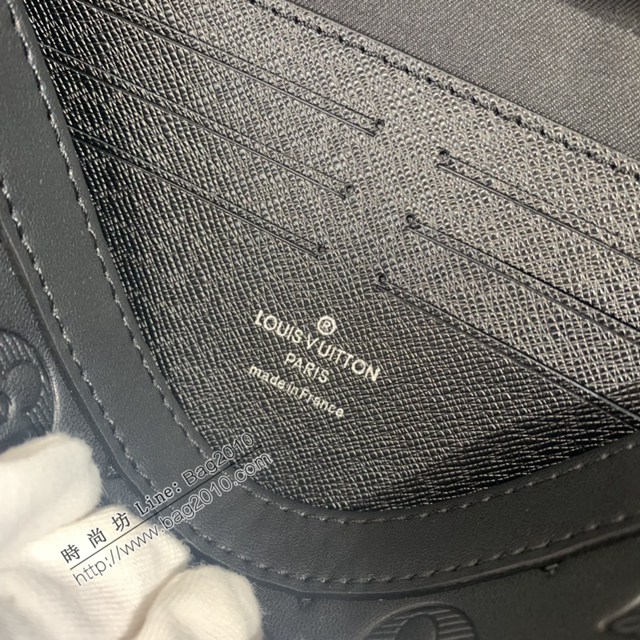 ®
LOUIS VUITTON
PARIS
made in France
時尚坊 Line: Bag2010
http://www.bag2010.com